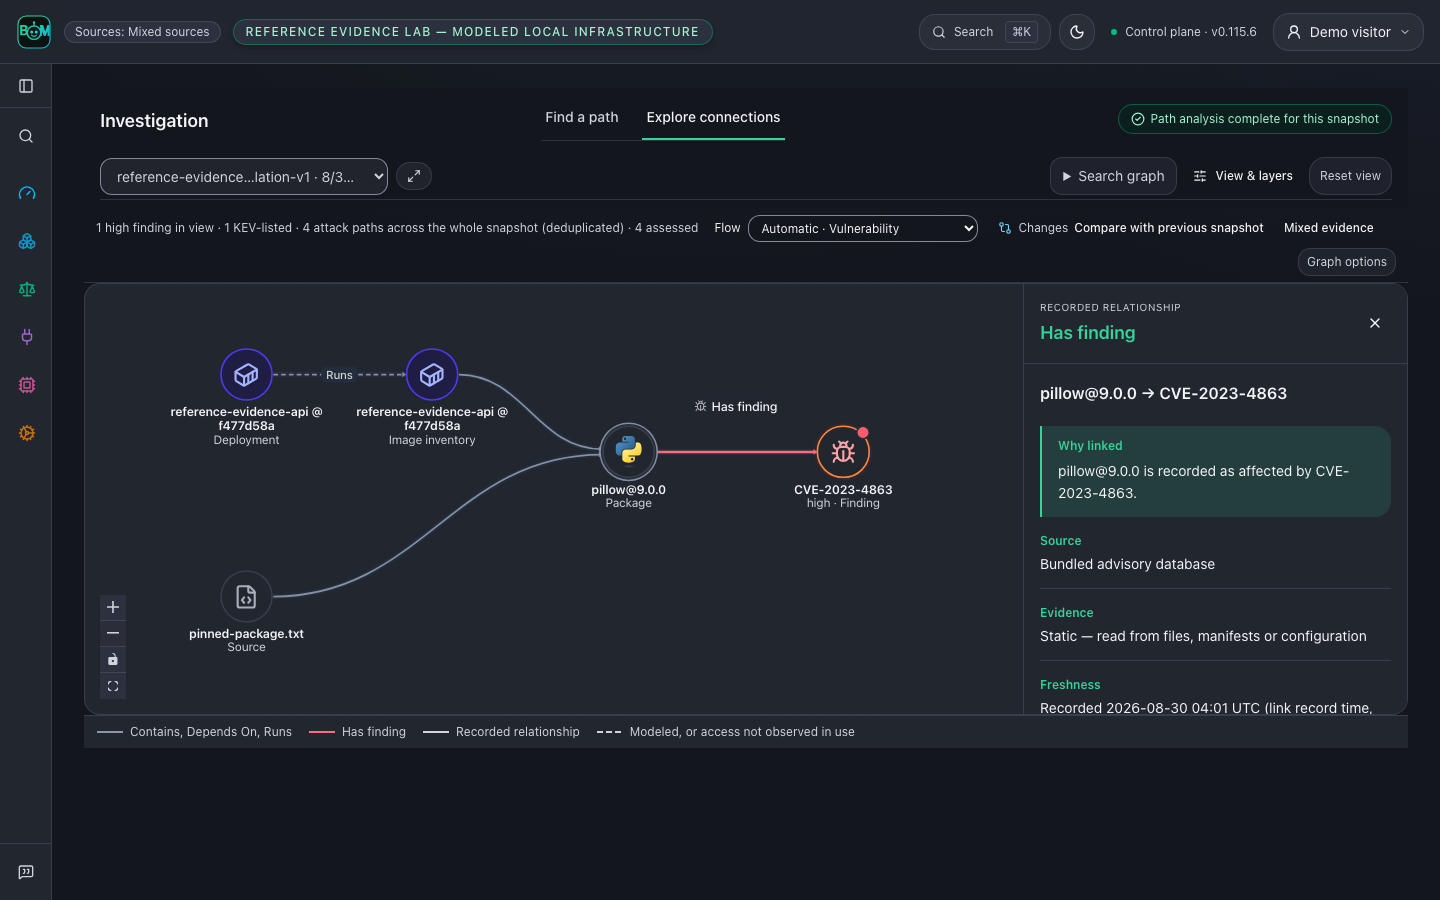 BOM
Sources: Mixed sources
REFERENCE EVIDENCE LAB — MODELED LOCAL INFRASTRUCTURE
Search
⌘K
Control plane · v0.115.6
Demo visitor
Investigation
Find a path
Explore connections
Path analysis complete for this snapshot
reference-evidence...lation-v1 · 8/3...
Search graph
View & layers
Reset view
1 high finding in view · 1 KEV-listed · 4 attack paths across the whole snapshot (deduplicated) · 4 assessed
Flow
Automatic · Vulnerability
Changes
Compare with previous snapshot
Mixed evidence
Graph options
Runs
reference-evidence-api @
f477d58a
Deployment
reference-evidence-api @
f477d58a
Image inventory
Has finding
pillow@9.0.0
Package
CVE-2023-4863
high · Finding
pinned-package.txt
Source
RECORDED RELATIONSHIP
Has finding
pillow@9.0.0 → CVE-2023-4863
Why linked
pillow@9.0.0 is recorded as affected by CVE-
2023-4863.
Source
Bundled advisory database
Evidence
Static — read from files, manifests or configuration
Freshness
Recorded 2026-08-30 04:01 UTC (link record time,
Contains, Depends On, Runs
Has finding
Recorded relationship
Modeled, or access not observed in use